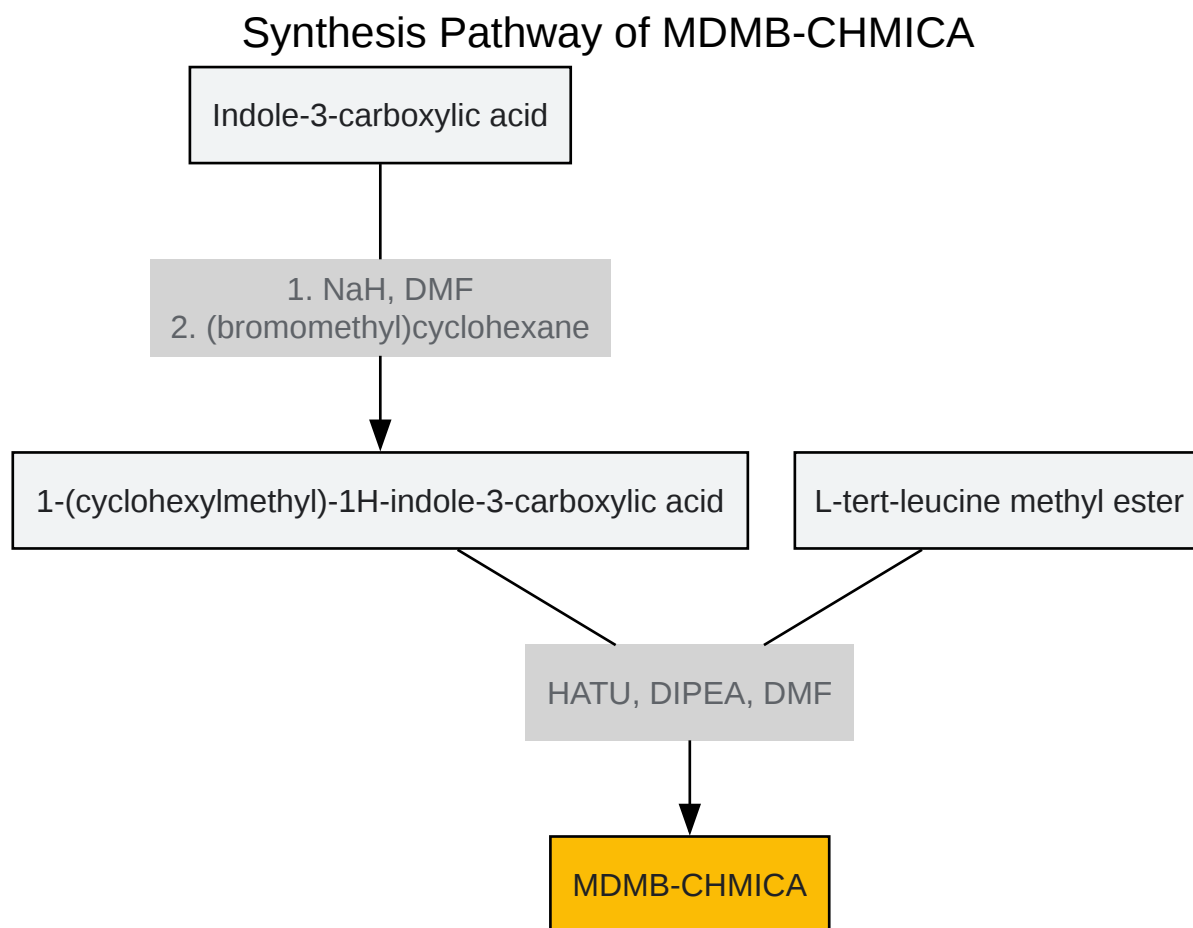 Synthesis Pathway of MDMB-CHMICA
Indole-3-carboxylic acid
1. NaH, DMF
2. (bromomethyl)cyclohexane
1-(cyclohexylmethyl)-1H-indole-3-carboxylic acid
L-tert-leucine methyl ester
HATU, DIPEA, DMF
MDMB-CHMICA